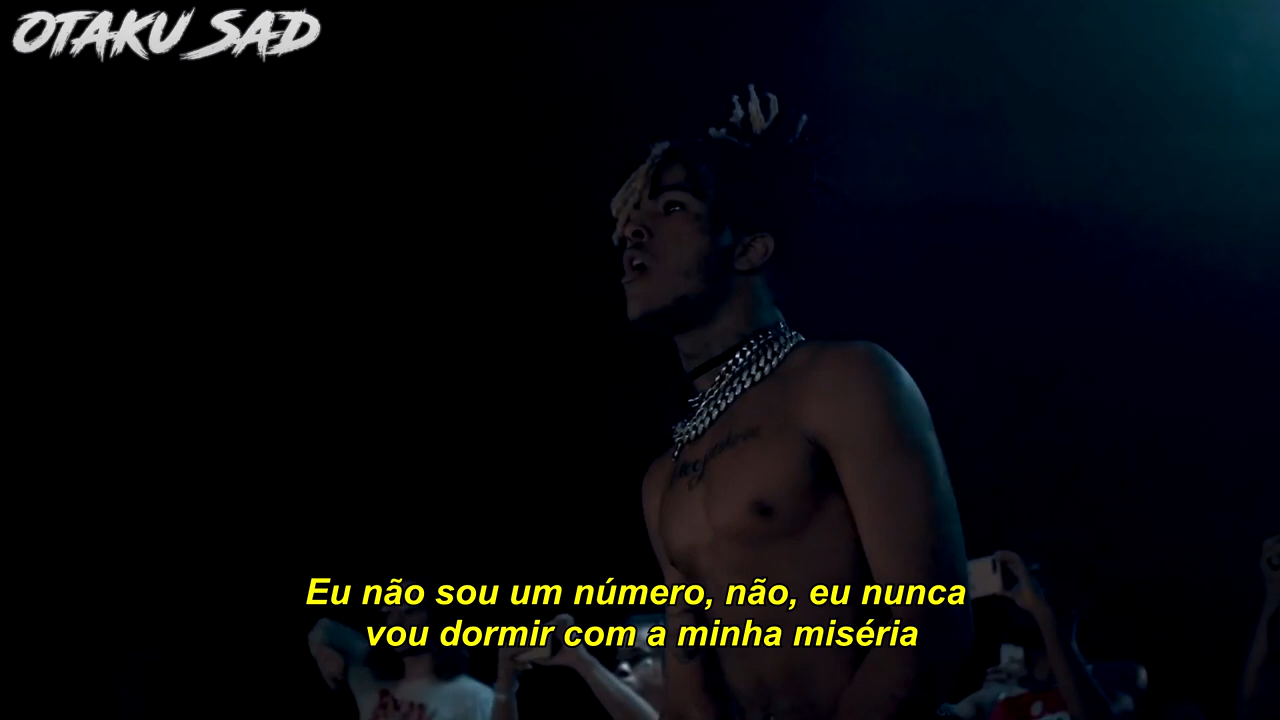 OTAKU SAD
Eu não sou um número, não, eu nunca
vou dormir com a minha miséria